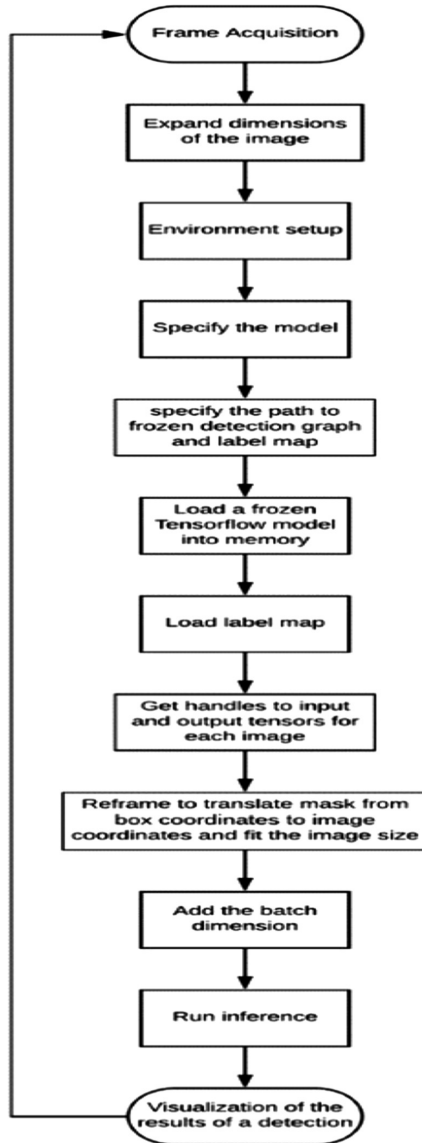 Frame Acquisition
Expand dimensions
of the image
Environment setup
Specify the model
specify the path to
frozen detection graph
and label map
Load a frozen
Tensorflow model
into memory
Load label map
Get handles to input
and output tensors for
each image
Reframe to translate mask from
box coordinates to image
coordinates and fit the image size
Add the batch
dimension
Run inference
Visualization of the
results of a detection